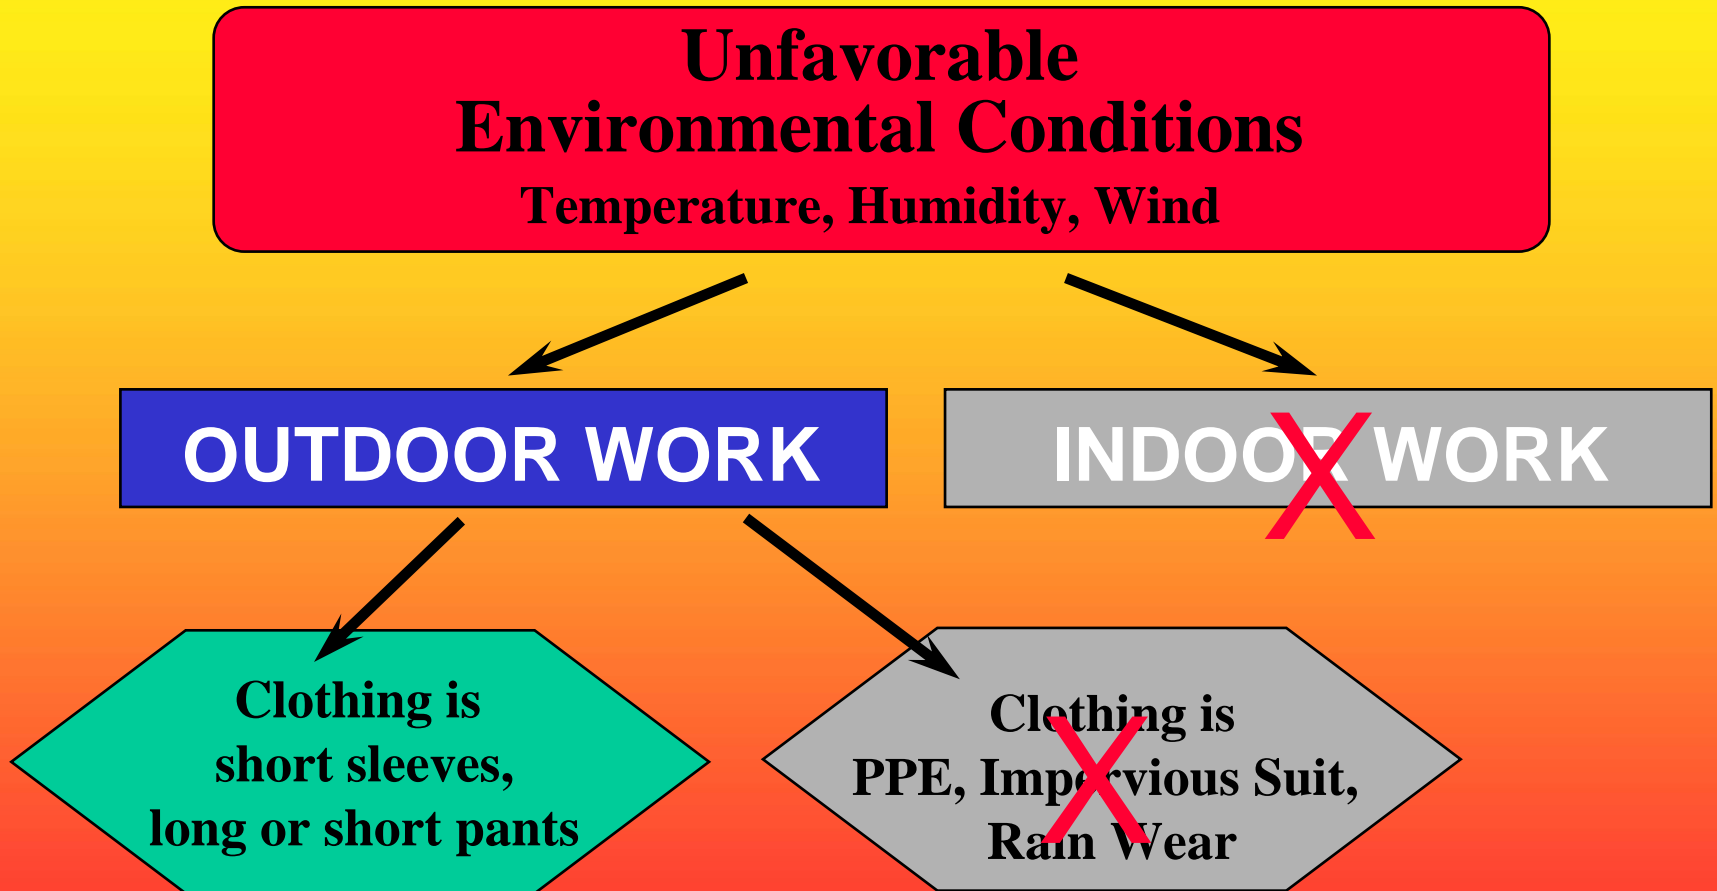 Unfavorable
Environmental Conditions
Temperature, Humidity, Wind
OUTDOOR WORK
INDOOR WORK
X
Clothing is
short sleeves,
long or short pants
Clothing is
PPE, Impervious Suit,
Rain Wear
X